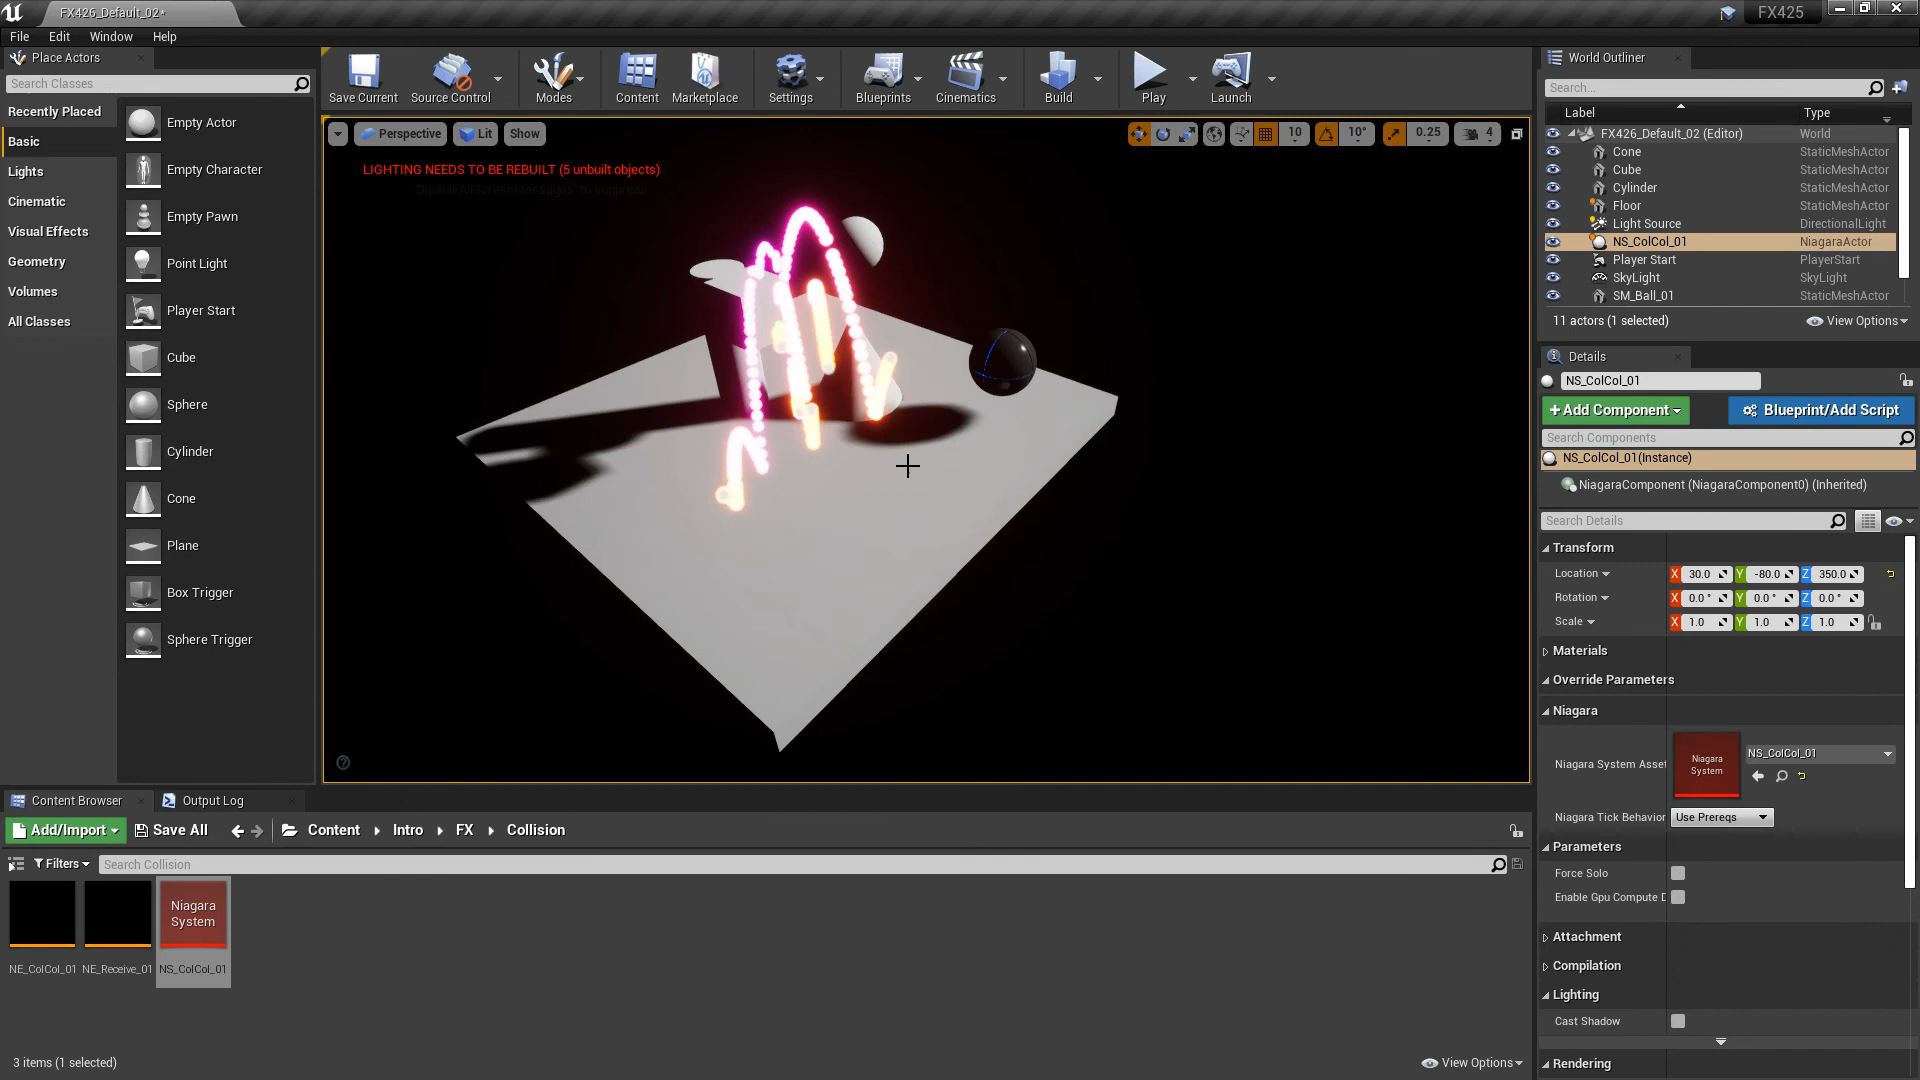 FX426_Default_02*
FX425
File Edit Window Help
Place Actors
Search Classes
Recently Placed
Basic
Lights
Cinematic
Visual Effects
Geometry
Volumes
All Classes
Empty Actor
Empty Character
Empty Pawn
Point Light
Player Start
Cube
Sphere
Cylinder
Cone
Plane
Box Trigger
Sphere Trigger
Save Current Source Control Modes Content Marketplace Settings Blueprints Cinematics Build Play Launch
Perspective Lit Show
10 10° 0.25 4
LIGHTING NEEDS TO BE REBUILT (5 unbuilt objects)
'DisableAllScreenMessages' to suppress
World Outliner
Search...
Label Type
FX426_Default_02 (Editor) World
Cone StaticMeshActor
Cube StaticMeshActor
Cylinder StaticMeshActor
Floor StaticMeshActor
Light Source DirectionalLight
NS_ColCol_01 NiagaraActor
Player Start PlayerStart
SkyLight SkyLight
SM_Ball_01 StaticMeshActor
11 actors (1 selected) View Options
Details
NS_ColCol_01
+Add Component Blueprint/Add Script
Search Components
NS_ColCol_01(Instance)
NiagaraComponent (NiagaraComponent0) (Inherited)
Search Details
Transform
Location X 30.0 Y -80.0 Z 350.0
Rotation X 0.0 ° Y 0.0 ° Z 0.0 °
Scale X 1.0 Y 1.0 Z 1.0
Materials
Override Parameters
Niagara
Niagara System Asset
Niagara
System
NS_ColCol_01
Niagara Tick Behavior Use Prereqs
Parameters
Force Solo
Enable Gpu Compute D
Attachment
Compilation
Lighting
Cast Shadow
Rendering
Content Browser Output Log
Add/Import Save All Content Intro FX Collision
Filters Search Collision
Niagara
System
NE_ColCol_01 NE_Receive_01 NS_ColCol_01
3 items (1 selected) View Options